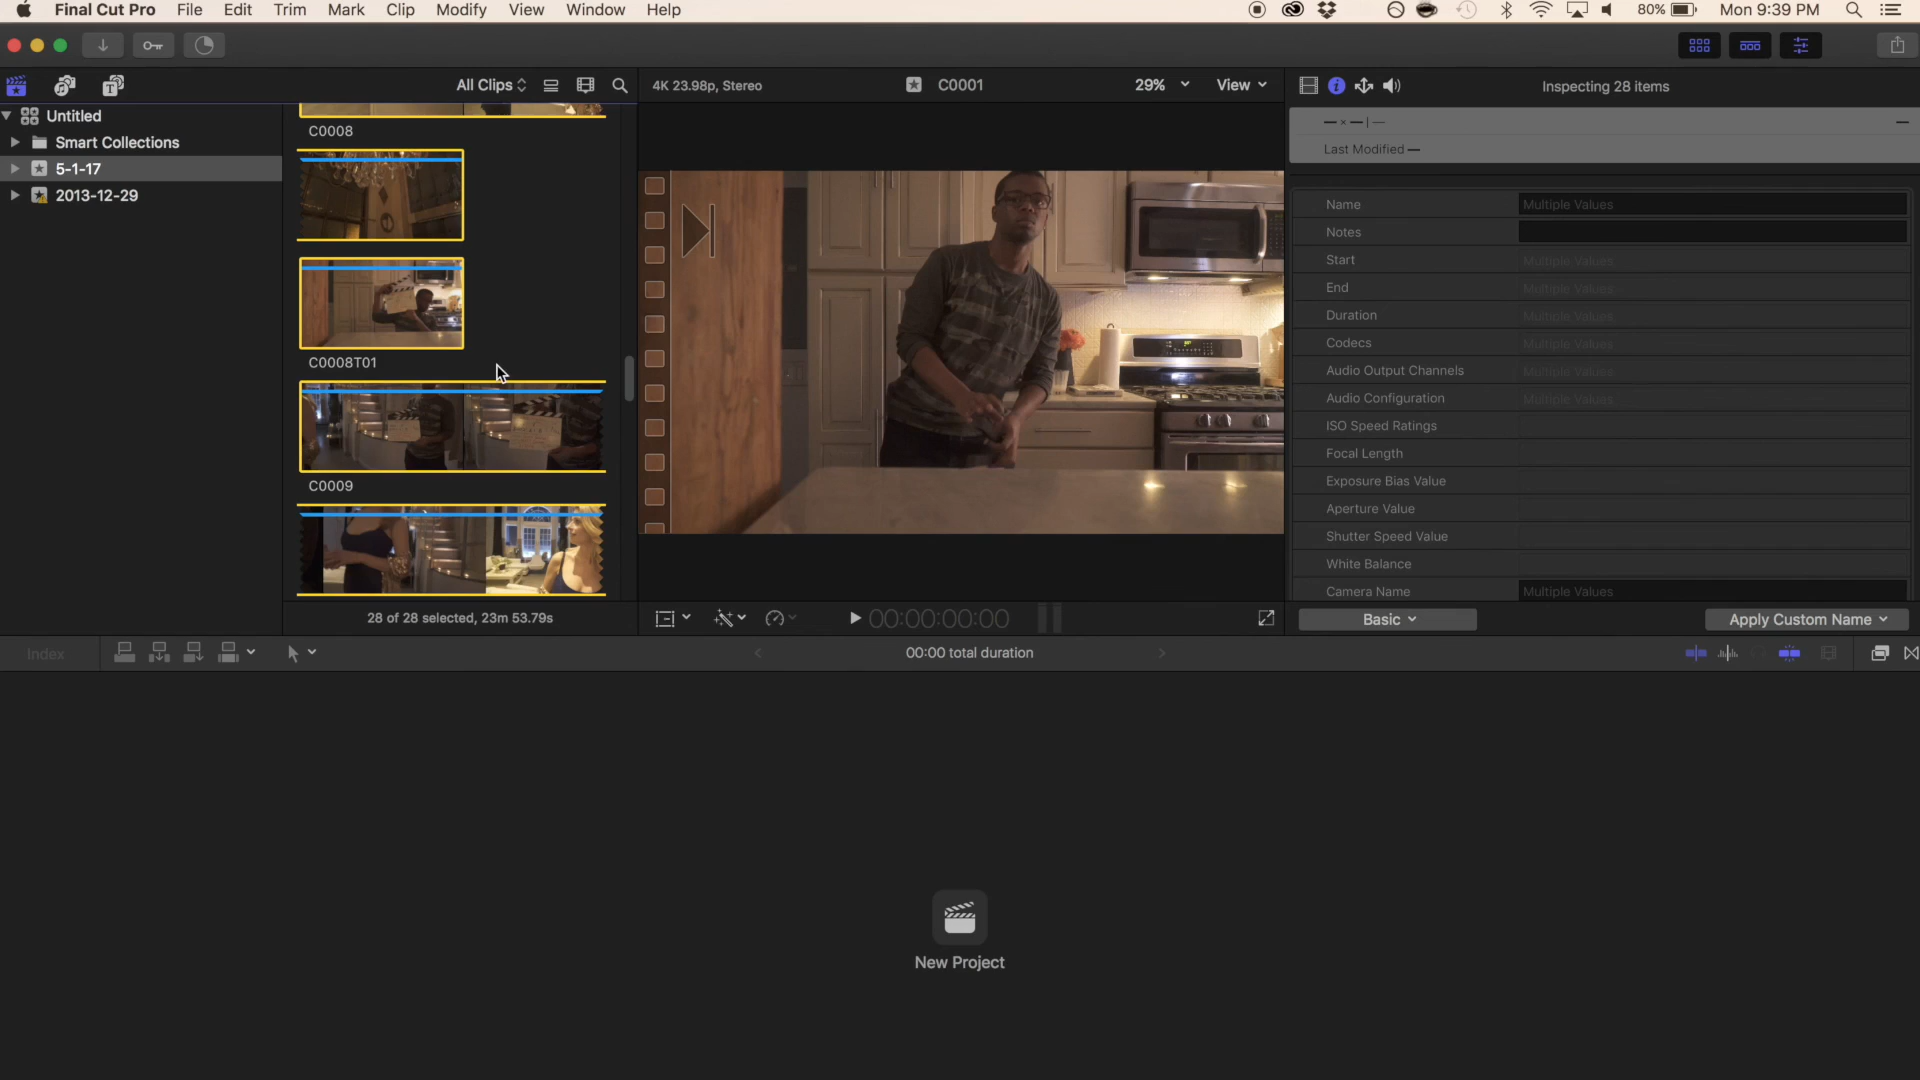 Final Cut Pro File Edit Trim Mark Clip Modify View Window Help 80% Mon 9:39 PM
All Clips
4K 23.98p, Stereo C0001 29% View
Inspecting 28 items
Untitled
Smart Collections
5-1-17
2013-12-29
C0008
C0008T01
C0009
28 of 28 selected, 23m 53.79s
00:00:00:00
Last Modified —
Name Multiple Values
Notes
Start Multiple Values
End Multiple Values
Duration Multiple Values
Codecs Multiple Values
Audio Output Channels Multiple Values
Audio Configuration Multiple Values
ISO Speed Ratings
Focal Length
Exposure Bias Value
Aperture Value
Shutter Speed Value
White Balance
Camera Name Multiple Values
Basic Apply Custom Name
Index 00:00 total duration
New Project